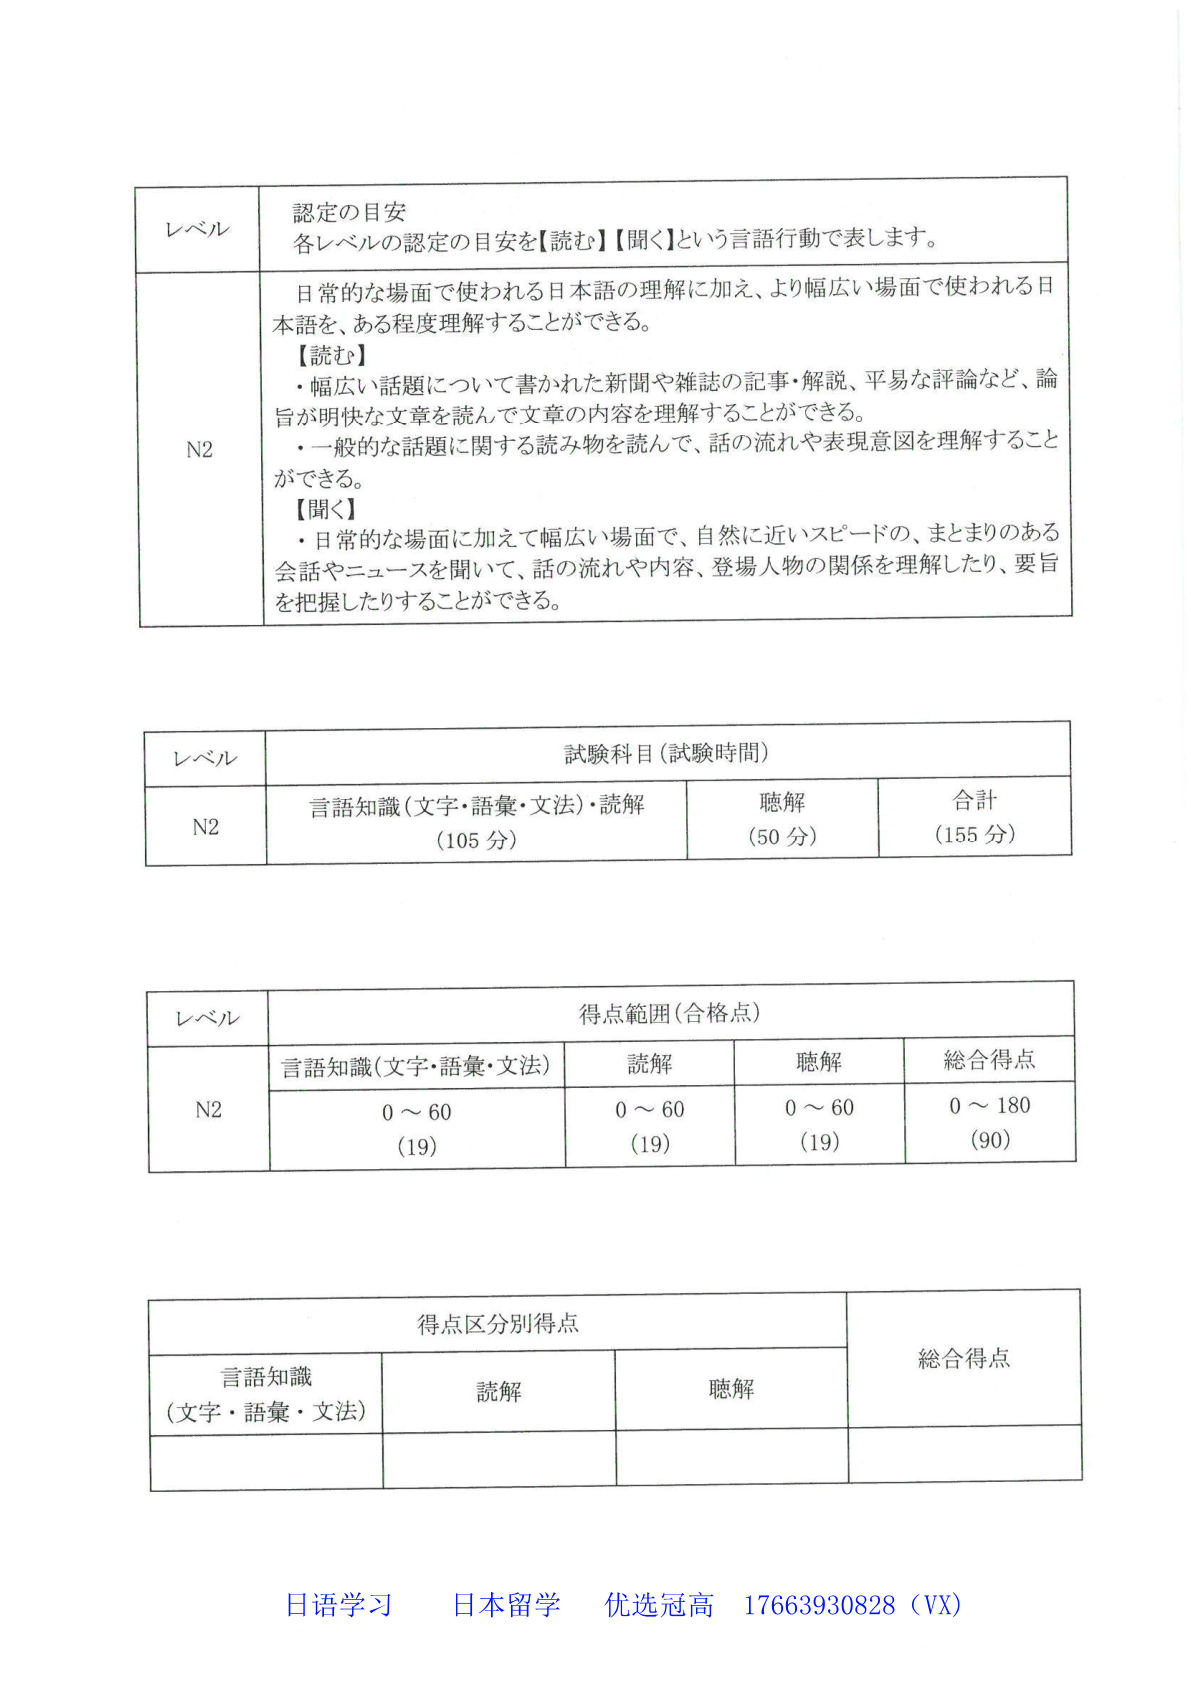 レベル
認定の目安
各レベルの認定の目安を【読む】【聞く】という言語行動で表します。
N2
日常的な場面で使われる日本語の理解に加え、より幅広い場面で使われる日
本語を、ある程度理解することができる。
【読む】
・幅広い話題について書かれた新聞や雑誌の記事・解説、平易な評論など、論
旨が明快な文章を読んで文章の内容を理解することができる。
・一般的な話題に関する読み物を読んで、話の流れや表現意図を理解すること
ができる。
【聞く】
・日常的な場面に加えて幅広い場面で、自然に近いスピードの、まとまりのある
会話やニュースを聞いて、話の流れや内容、登場人物の関係を理解したり、要旨
を把握したりすることができる。
レベル 試験科目(試験時間)
N2
言語知識(文字・語彙・文法)・読解 聴解 合計
(105 分) (50 分) (155 分)
レベル 得点範囲(合格点)
N2
言語知識(文字・語彙・文法) 読解 聴解 総合得点
0 ～ 60 0 ～ 60 0 ～ 60 0 ～ 180
(19) (19) (19) (90)
得点区分別得点
総合得点
言語知識
(文字・語彙・文法) 読解 聴解
日语学习 日本留学 优选冠高 17663930828（VX)